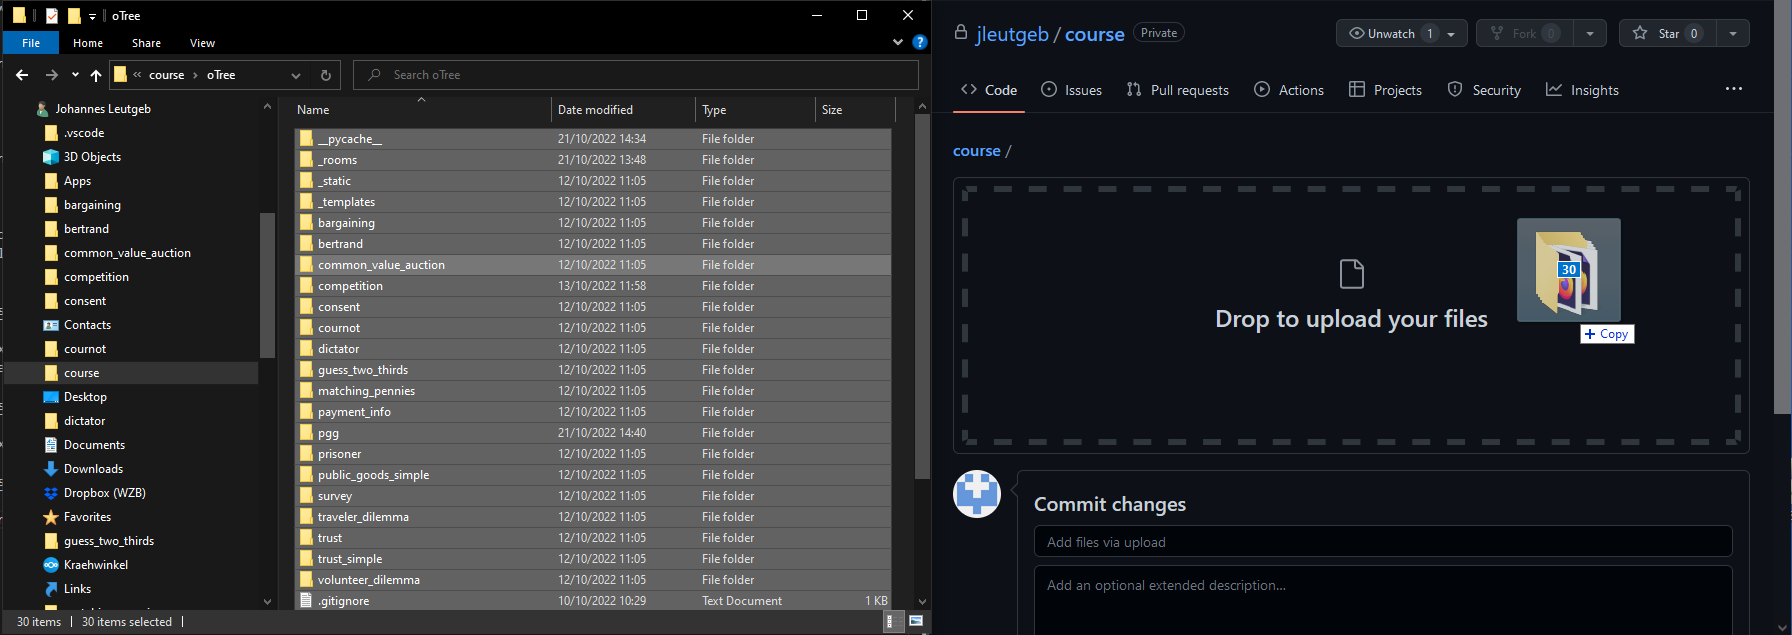 oTree
File Home Share View
« course › oTree
Search oTree
Johannes Leutgeb
.vscode
3D Objects
Apps
bargaining
bertrand
common_value_auction
competition
consent
Contacts
cournot
course
Desktop
dictator
Documents
Downloads
Dropbox (WZB)
Favorites
guess_two_thirds
Kraehwinkel
Links
Name Date modified Type Size
__pycache__ 21/10/2022 14:34 File folder
_rooms 21/10/2022 13:48 File folder
_static 12/10/2022 11:05 File folder
_templates 12/10/2022 11:05 File folder
bargaining 12/10/2022 11:05 File folder
bertrand 12/10/2022 11:05 File folder
common_value_auction 12/10/2022 11:05 File folder
competition 13/10/2022 11:58 File folder
consent 12/10/2022 11:05 File folder
cournot 12/10/2022 11:05 File folder
dictator 12/10/2022 11:05 File folder
guess_two_thirds 12/10/2022 11:05 File folder
matching_pennies 12/10/2022 11:05 File folder
payment_info 12/10/2022 11:05 File folder
pgg 21/10/2022 14:40 File folder
prisoner 12/10/2022 11:05 File folder
public_goods_simple 12/10/2022 11:05 File folder
survey 12/10/2022 11:05 File folder
traveler_dilemma 12/10/2022 11:05 File folder
trust 12/10/2022 11:05 File folder
trust_simple 12/10/2022 11:05 File folder
volunteer_dilemma 12/10/2022 11:05 File folder
.gitignore 10/10/2022 10:29 Text Document 1 KB
30 items 30 items selected
jleutgeb / course Private
Unwatch 1 Fork 0 Star 0
Code Issues Pull requests Actions Projects Security Insights
course /
30
Drop to upload your files
+ Copy
Commit changes
Add files via upload
Add an optional extended description...